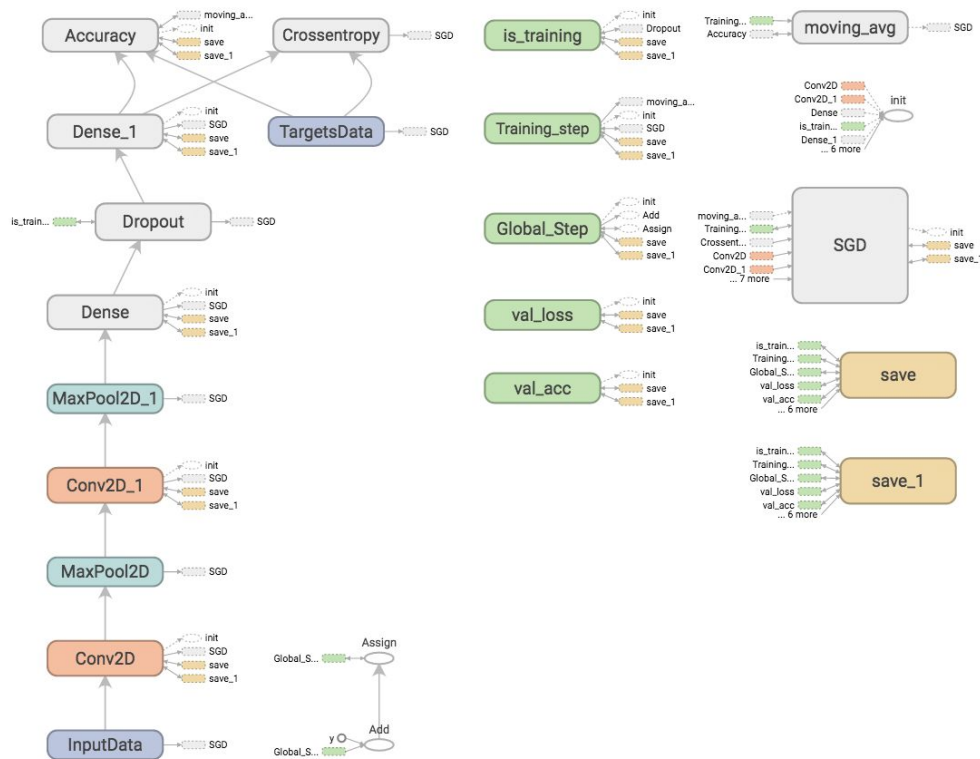 Accuracy
moving_a...
init
save
save_1
Crossentropy
SGD
Dense_1
init
SGD
save
save_1
TargetsData
SGD
is_train...
Dropout
SGD
Dense
init
SGD
save
save_1
MaxPool2D_1
SGD
Conv2D_1
init
SGD
save
save_1
MaxPool2D
SGD
Conv2D
init
SGD
save
save_1
InputData
SGD
Assign
Global_S...
Add
y
Global_S...
is_training
init
Dropout
save
save_1
Training_step
moving_a...
init
SGD
save
save_1
Global_Step
init
Add
Assign
save
save_1
val_loss
init
save
save_1
val_acc
init
save
save_1
Training...
Accuracy
moving_avg
SGD
Conv2D
Conv2D_1
Dense
is_train...
Dense_1
... 6 more
init
moving_a...
Training...
Crossent...
Conv2D
Conv2D_1
... 7 more
SGD
init
save
save_1
is_train...
Training...
Global_S...
val_loss
val_acc
... 6 more
save
is_train...
Training...
Global_S...
val_loss
val_acc
... 6 more
save_1